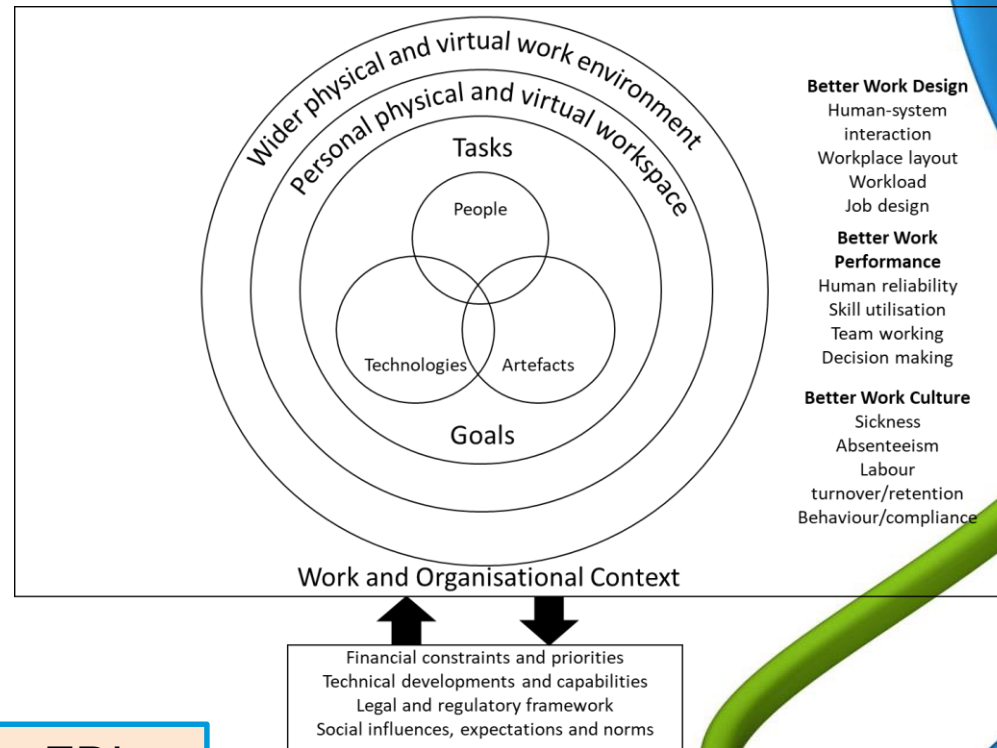 Wider physical and virtual work environment
Personal physical and virtual workspace
Tasks
People
Technologies
Artefacts
Goals
Work and Organisational Context
Better Work Design
Human-system
interaction
Workplace layout
Workload
Job design
Better Work
Performance
Human reliability
Skill utilisation
Team working
Decision making
Better Work Culture
Sickness
Absenteeism
Labour
turnover/retention
Behaviour/compliance
Financial constraints and priorities
Technical developments and capabilities
Legal and regulatory framework
Social influences, expectations and norms